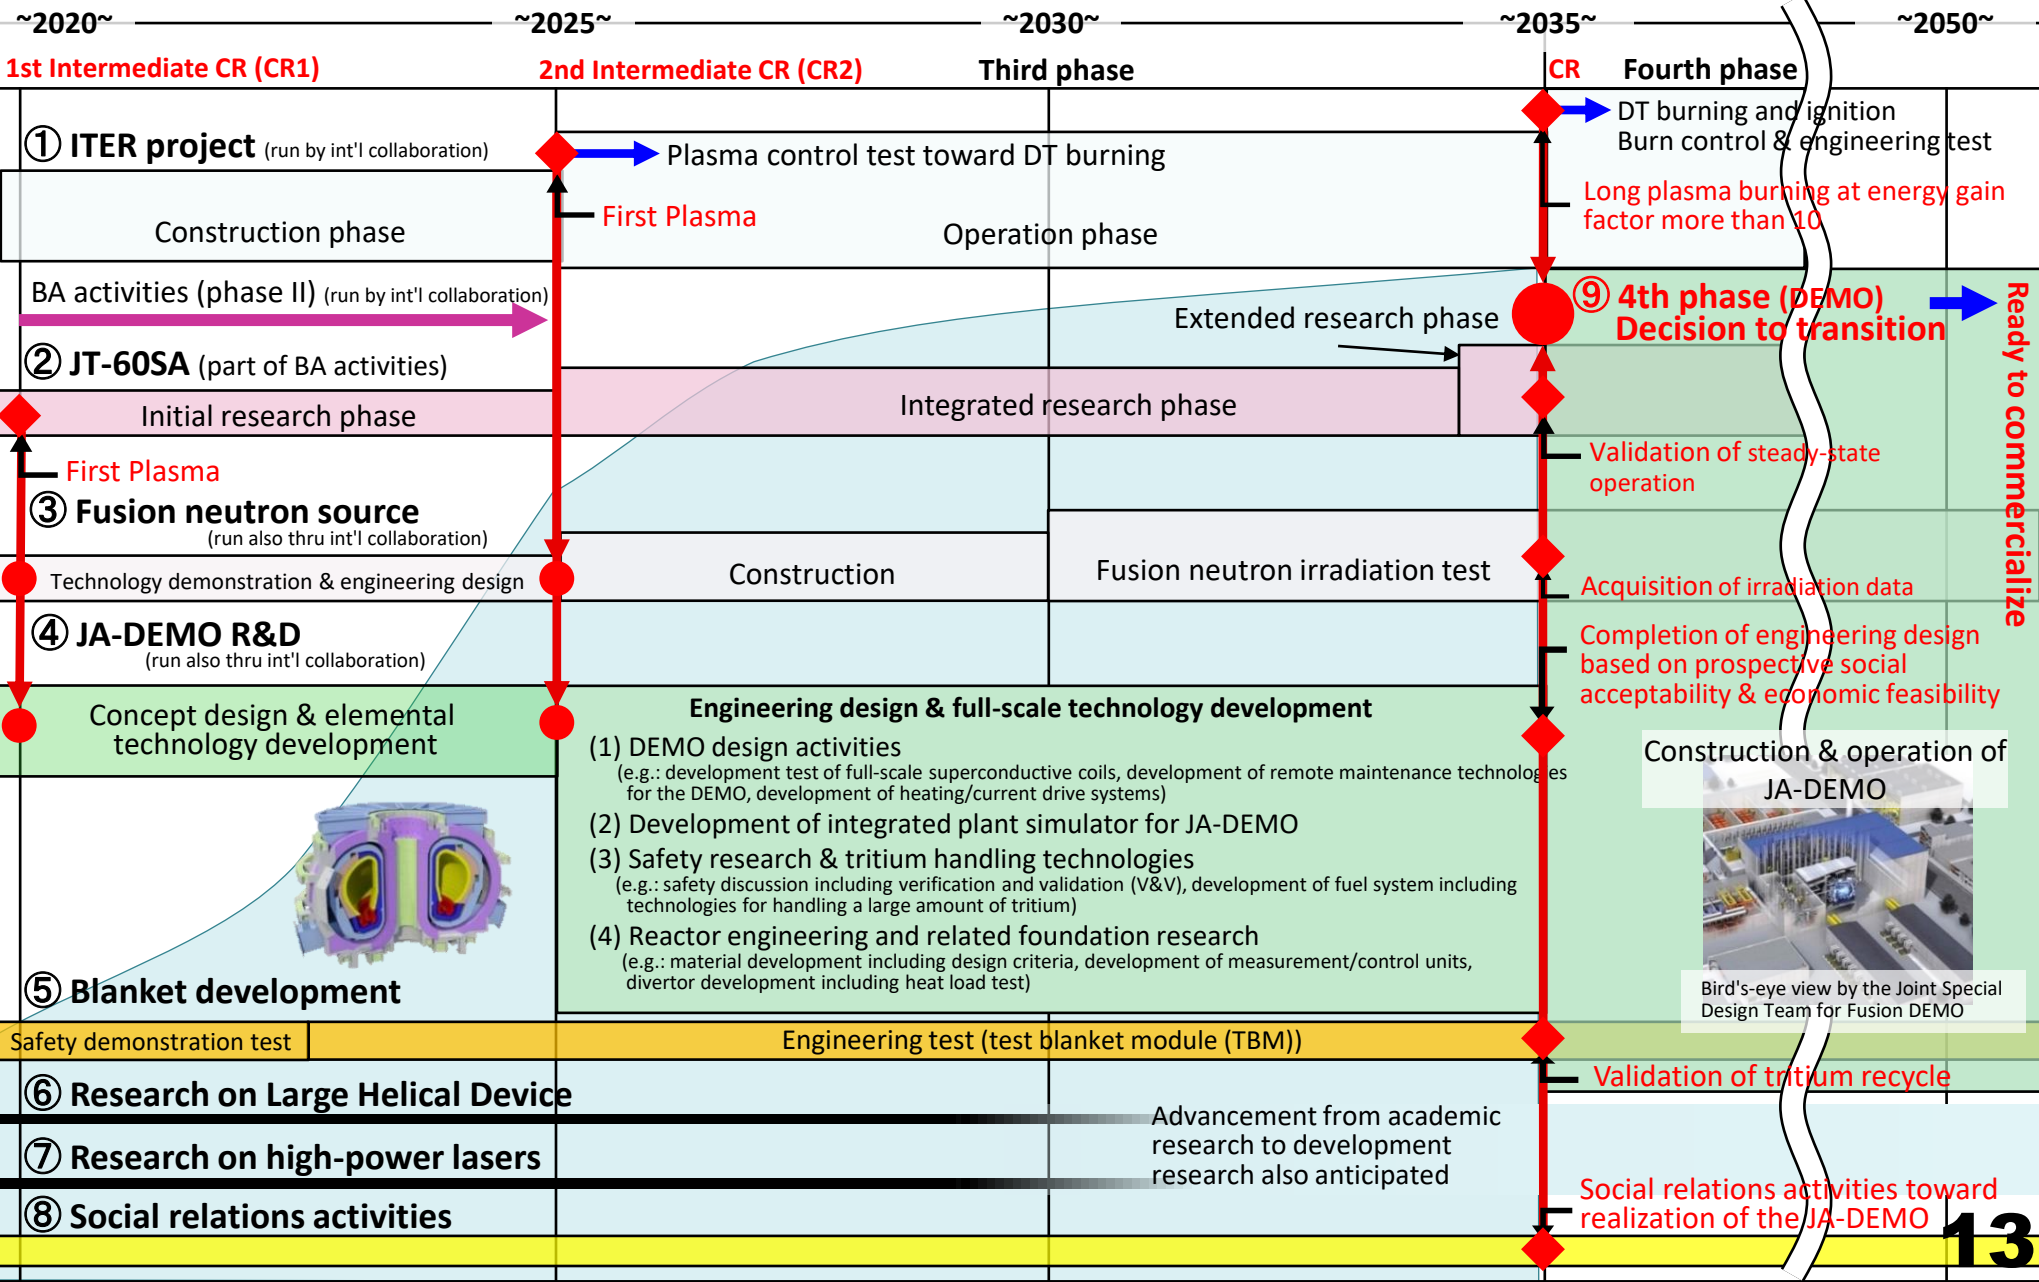 ~2020~ ~2025~ ~2030~ ~2035~ ~2050~
1st Intermediate CR (CR1) 2nd Intermediate CR (CR2) Third phase CR Fourth phase
① ITER project (run by int'l collaboration)
Construction phase
Plasma control test toward DT burning
First Plasma
Operation phase
DT burning and ignition
Burn control & engineering test
Long plasma burning at energy gain
factor more than 10
BA activities (phase II) (run by int'l collaboration)
② JT-60SA (part of BA activities)
Initial research phase
First Plasma
Integrated research phase
Extended research phase
⑨ 4th phase (DEMO)
Decision to transition
Ready to commercialize
Validation of steady-state
operation
③ Fusion neutron source
(run also thru int'l collaboration)
Technology demonstration & engineering design
Construction
Fusion neutron irradiation test
Acquisition of irradiation data
④ JA-DEMO R&D
(run also thru int'l collaboration)
Concept design & elemental
technology development
Completion of engineering design
based on prospective social
acceptability & economic feasibility
Engineering design & full-scale technology development
(1) DEMO design activities
(e.g.: development test of full-scale superconductive coils, development of remote maintenance technologies
for the DEMO, development of heating/current drive systems)
(2) Development of integrated plant simulator for JA-DEMO
(3) Safety research & tritium handling technologies
(e.g.: safety discussion including verification and validation (V&V), development of fuel system including
technologies for handling a large amount of tritium)
(4) Reactor engineering and related foundation research
(e.g.: material development including design criteria, development of measurement/control units,
divertor development including heat load test)
Construction & operation of
JA-DEMO
Bird's-eye view by the Joint Special
Design Team for Fusion DEMO
⑤ Blanket development
Safety demonstration test
Engineering test (test blanket module (TBM))
Validation of tritium recycle
⑥ Research on Large Helical Device
⑦ Research on high-power lasers
Advancement from academic
research to development
research also anticipated
⑧ Social relations activities
Social relations activities toward
realization of the JA-DEMO
13